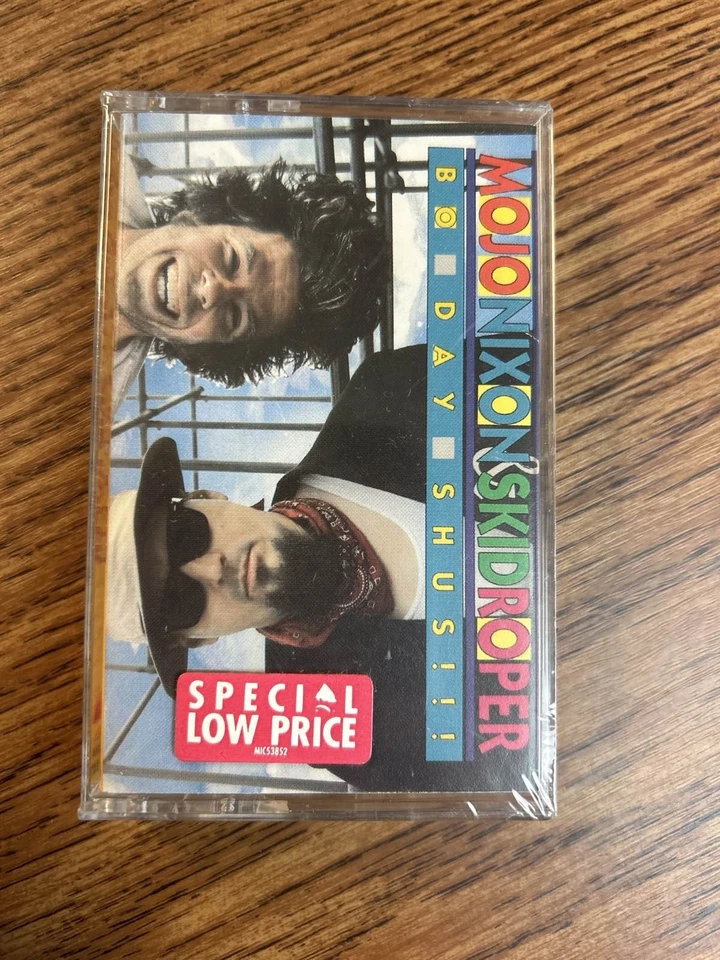 MOJO NIXON & SKID ROPER
BO DAY SHUS!!!
SPECIAL
LOW PRICE
MIC53852